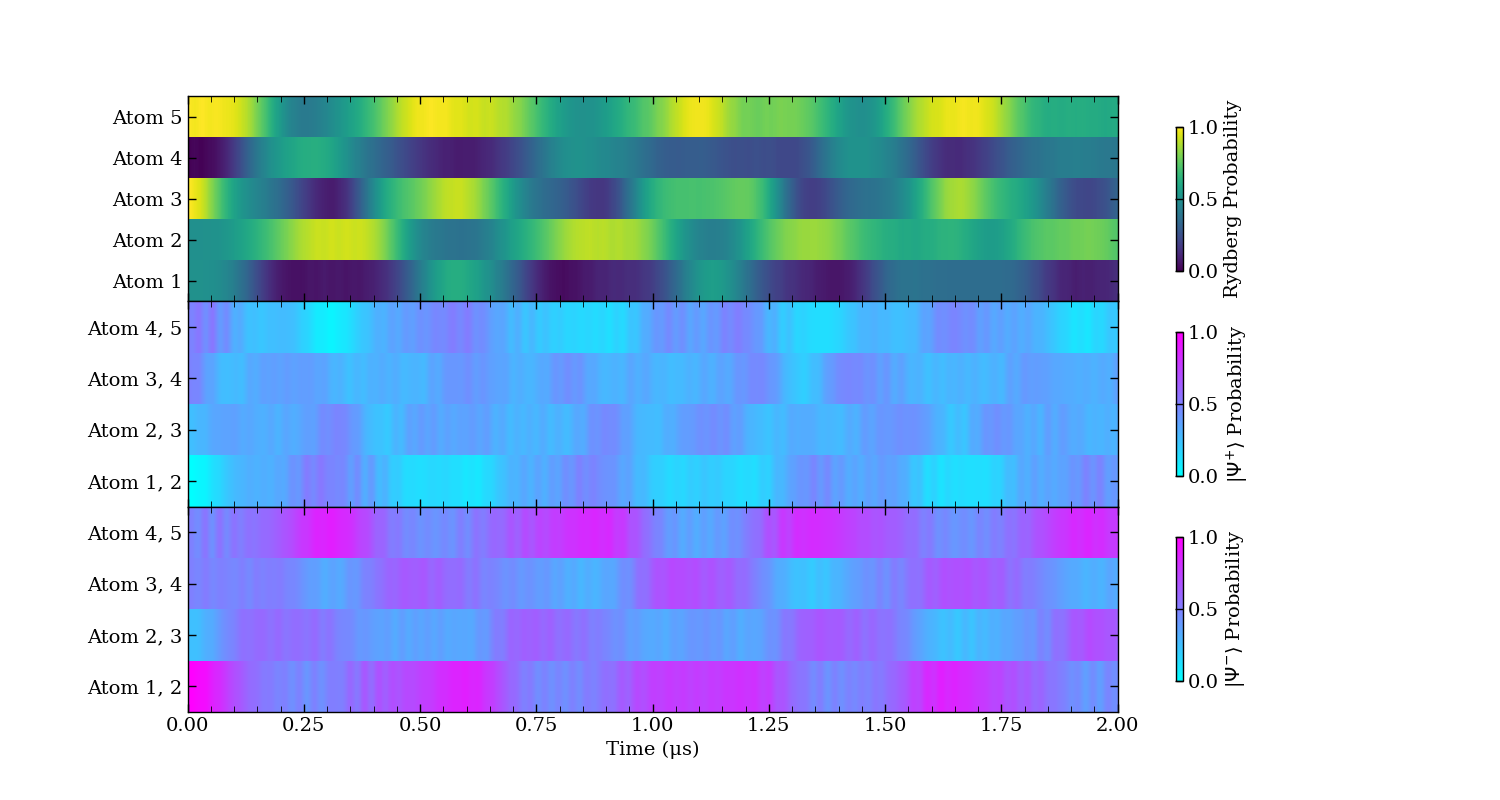 Atom 5
Atom 4
Atom 3
Atom 2
Atom 1
1.0
0.5
0.0
Rydberg Probability
Atom 4, 5
Atom 3, 4
Atom 2, 3
Atom 1, 2
1.0
0.5
0.0
|Ψ⁺⟩ Probability
Atom 4, 5
Atom 3, 4
Atom 2, 3
Atom 1, 2
1.0
0.5
0.0
|Ψ⁻⟩ Probability
0.00 0.25 0.50 0.75 1.00 1.25 1.50 1.75 2.00
Time (μs)